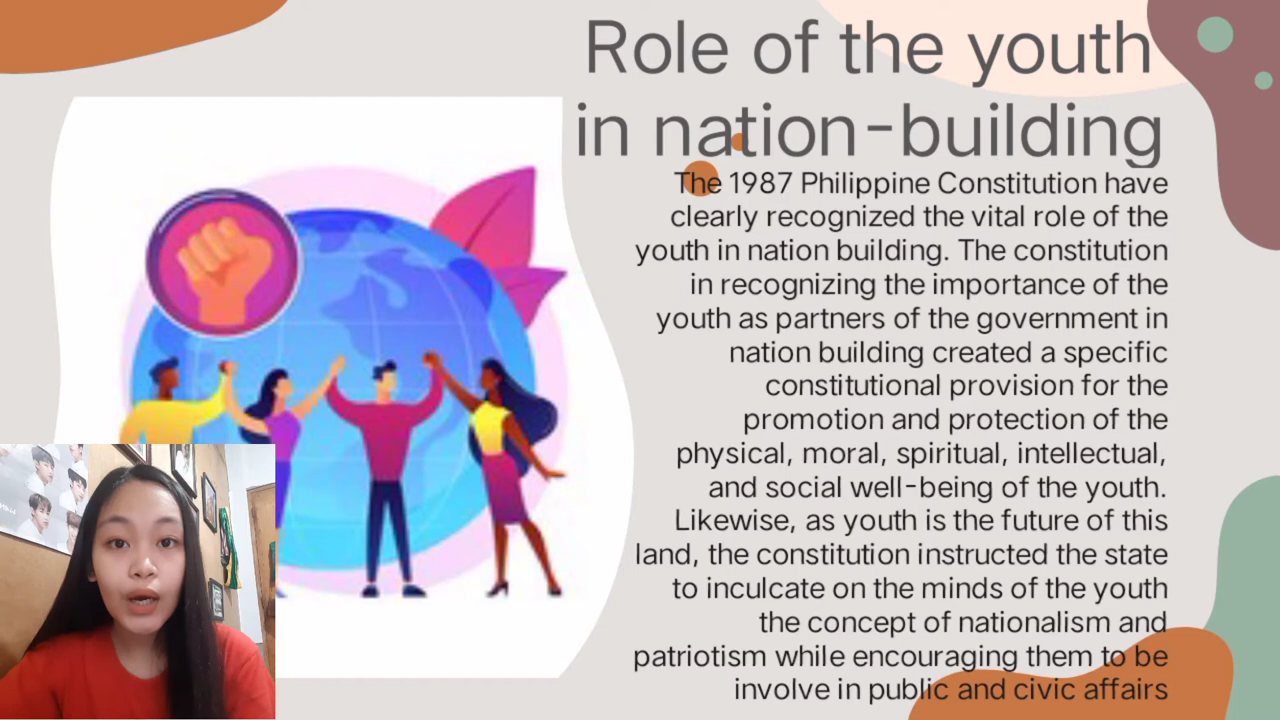 Role of the youth
in nation-building
The 1987 Philippine Constitution have
clearly recognized the vital role of the
youth in nation building. The constitution
in recognizing the importance of the
youth as partners of the government in
nation building created a specific
constitutional provision for the
promotion and protection of the
physical, moral, spiritual, intellectual,
and social well-being of the youth.
Likewise, as youth is the future of this
land, the constitution instructed the state
to inculcate on the minds of the youth
the concept of nationalism and
patriotism while encouraging them to be
involve in public and civic affairs